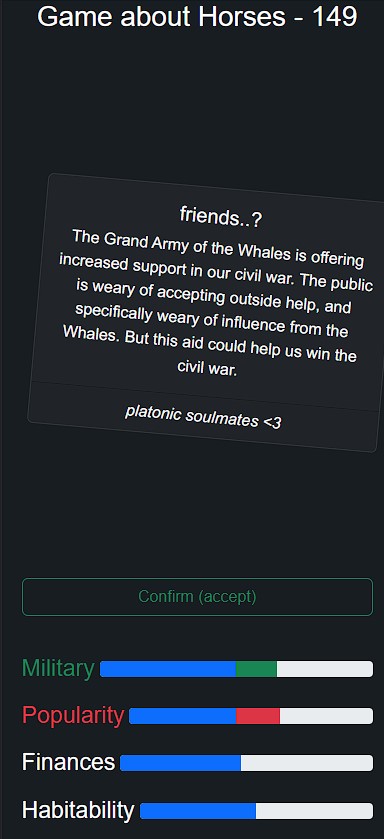 Game about Horses - 149
friends..?
The Grand Army of the Whales is offering
increased support in our civil war. The public
is weary of accepting outside help, and
specifically weary of influence from the
Whales. But this aid could help us win the
civil war.
platonic soulmates <3
Confirm (accept)
Military
Popularity
Finances
Habitability